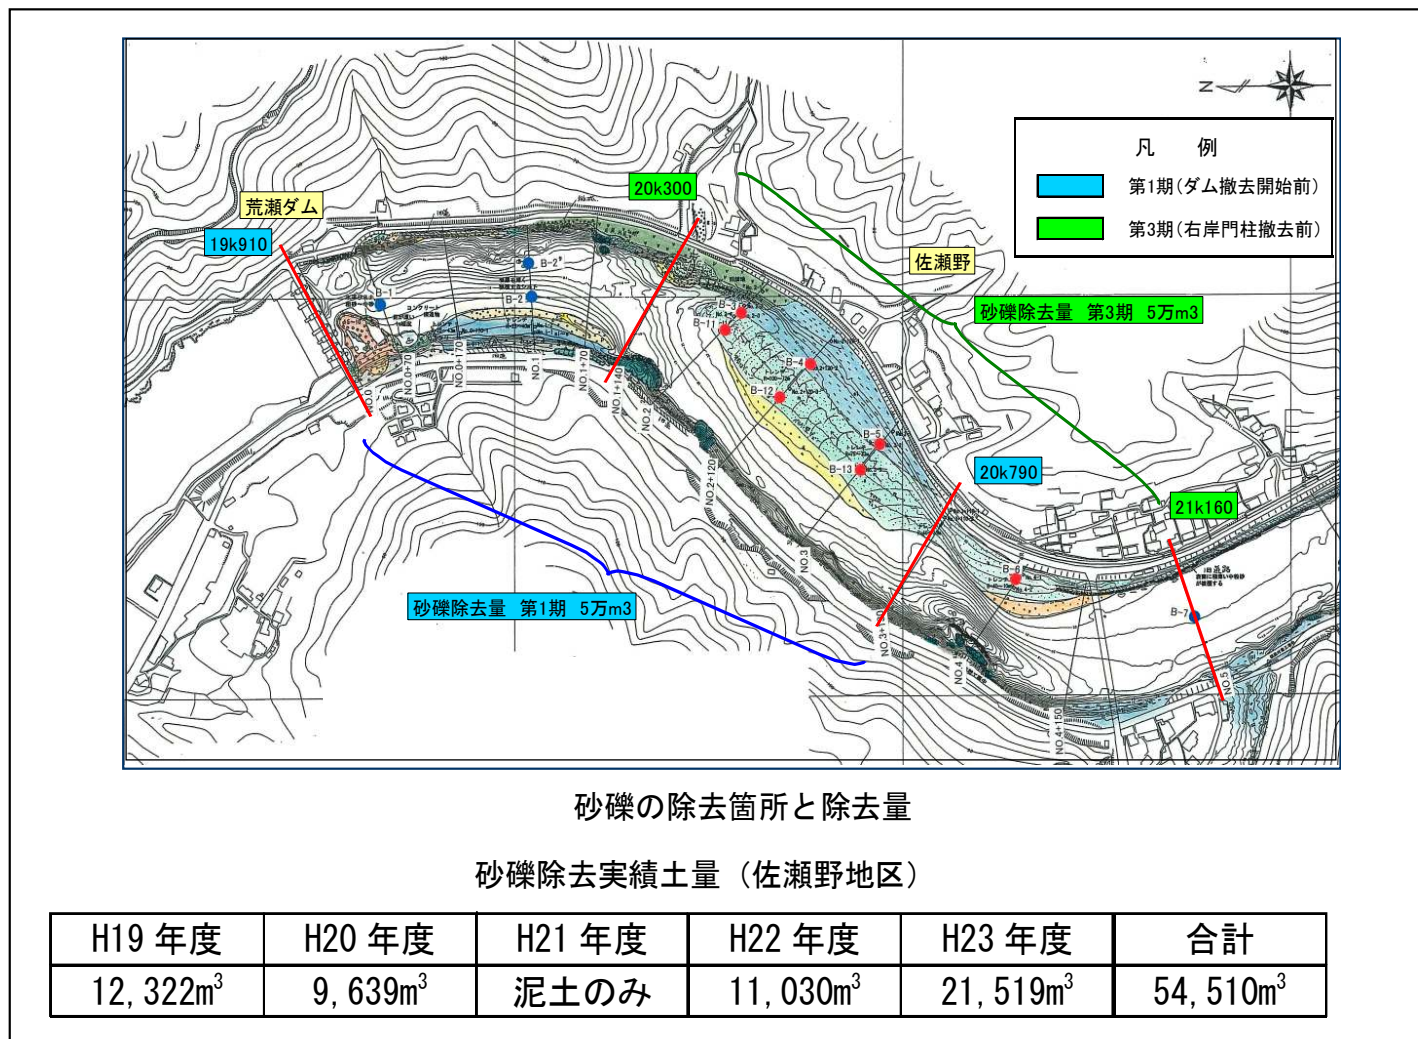 N
凡　例
第1期(ダム撤去開始前)
第3期(右岸門柱撤去前)
20k300
荒瀬ダム
19k910
佐瀬野
砂礫除去量 第3期 5万m3
B-1
B-2'
B-2
B-3
B-11
B-4
B-12
B-5
B-13
20k790
21k160
B-6
B-7
NO.0
NO.0+70
NO.0+170
NO.1
NO.1+70
NO.1+140
NO.2
NO.2+120
NO.3
NO.4
NO.4+150
NO.5
砂礫除去量 第1期 5万m3
砂礫の除去箇所と除去量
砂礫除去実績土量（佐瀬野地区）
H19 年度 H20 年度 H21 年度 H22 年度 H23 年度 合計
12,322m³ 9,639m³ 泥土のみ 11,030m³ 21,519m³ 54,510m³